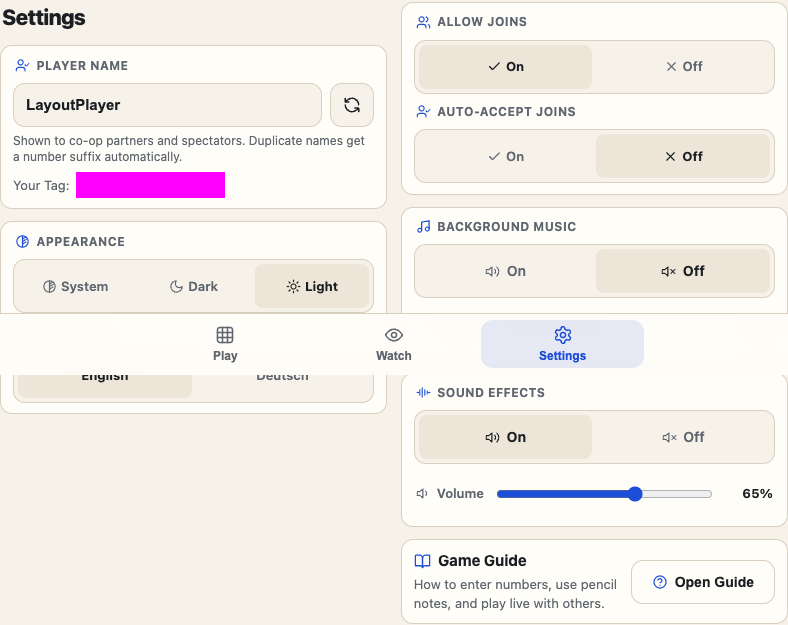 Settings
PLAYER NAME
LayoutPlayer
Shown to co-op partners and spectators. Duplicate names get
a number suffix automatically.
Your Tag:
APPEARANCE
System Dark Light
English Deutsch
ALLOW JOINS
On Off
AUTO-ACCEPT JOINS
On Off
BACKGROUND MUSIC
On Off
Play Watch Settings
SOUND EFFECTS
On Off
Volume 65%
Game Guide
How to enter numbers, use pencil
notes, and play live with others.
Open Guide